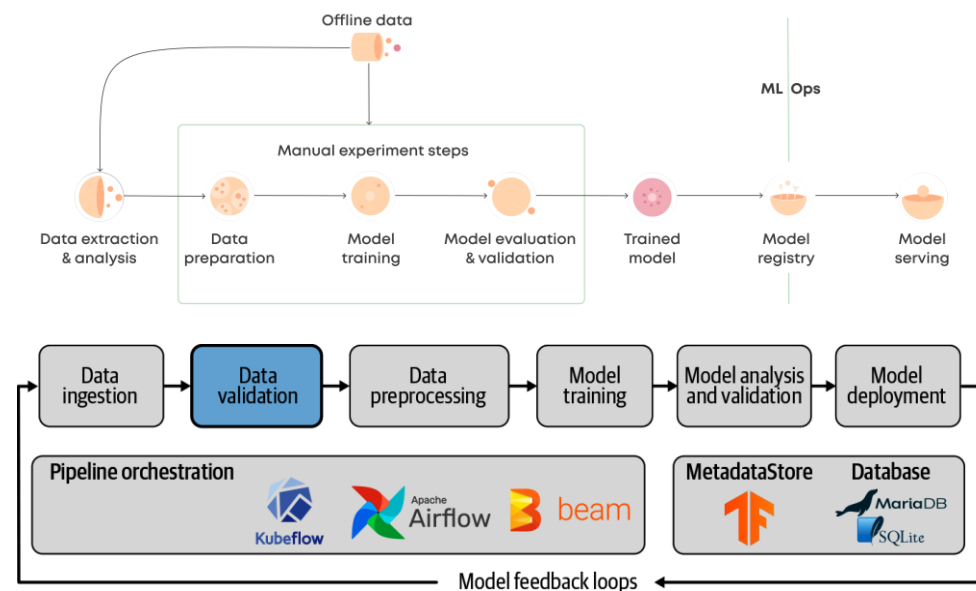 Offline data
ML Ops
Manual experiment steps
Data extraction
& analysis
Data
preparation
Model
training
Model evaluation
& validation
Trained
model
Model
registry
Model
serving
Data
ingestion
Data
validation
Data
preprocessing
Model
training
Model analysis
and validation
Model
deployment
Pipeline orchestration
Kubeflow
Apache
Airflow
beam
MetadataStore
Database
MariaDB
SQLite
Model feedback loops